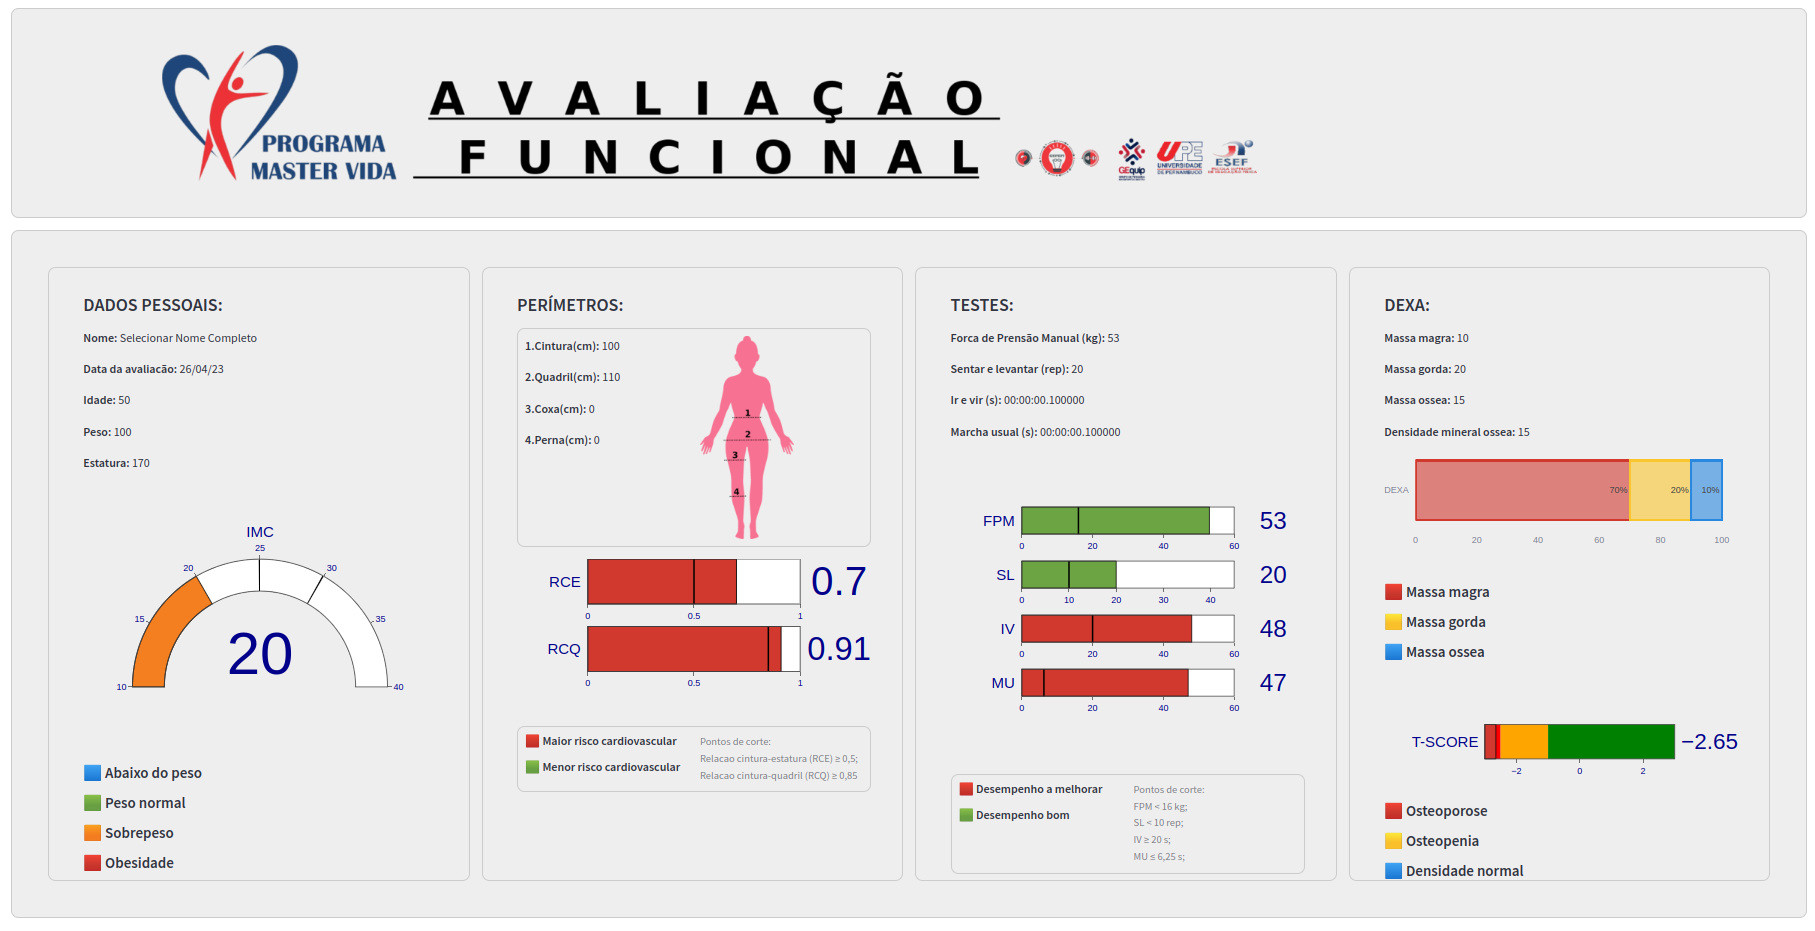 AVALIAÇÃO
FUNCIONAL
PROGRAMA
MASTER VIDA
GEquip
UPE
UNIVERSIDADE
DE PERNAMBUCO
ESEF
DADOS PESSOAIS:
Nome: Selecionar Nome Completo
Data da avaliacão: 26/04/23
Idade: 50
Peso: 100
Estatura: 170
IMC
25
20
30
15
35
20
10
40
Abaixo do peso
Peso normal
Sobrepeso
Obesidade
PERÍMETROS:
1.Cintura(cm): 100
2.Quadril(cm): 110
3.Coxa(cm): 0
4.Perna(cm): 0
1
2
3
4
RCE
0.7
0 0.5 1
RCQ
0.91
0 0.5 1
Maior risco cardiovascular
Menor risco cardiovascular
Pontos de corte:
Relacao cintura-estatura (RCE) ≥ 0,5;
Relacao cintura-quadril (RCQ) ≥ 0,85
TESTES:
Forca de Prensão Manual (kg): 53
Sentar e levantar (rep): 20
Ir e vir (s): 00:00:00.100000
Marcha usual (s): 00:00:00.100000
FPM
53
0 20 40 60
SL
20
0 10 20 30 40
IV
48
0 20 40 60
MU
47
0 20 40 60
Desempenho a melhorar
Desempenho bom
Pontos de corte:
FPM < 16 kg;
SL < 10 rep;
IV ≥ 20 s;
MU ≤ 6,25 s;
DEXA:
Massa magra: 10
Massa gorda: 20
Massa ossea: 15
Densidade mineral ossea: 15
DEXA
70% 20% 10%
0 20 40 60 80 100
Massa magra
Massa gorda
Massa ossea
T-SCORE
−2.65
−2 0 2
Osteoporose
Osteopenia
Densidade normal